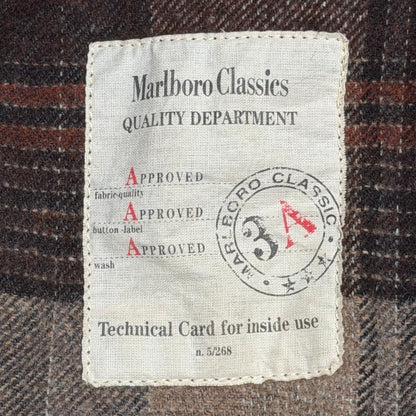 Marlboro Classics
QUALITY DEPARTMENT
APPROVED
fabric-quality
APPROVED
button-label
APPROVED
wash
MARLBORO CLASSIC
3A
Technical Card for inside use
n. 5/268